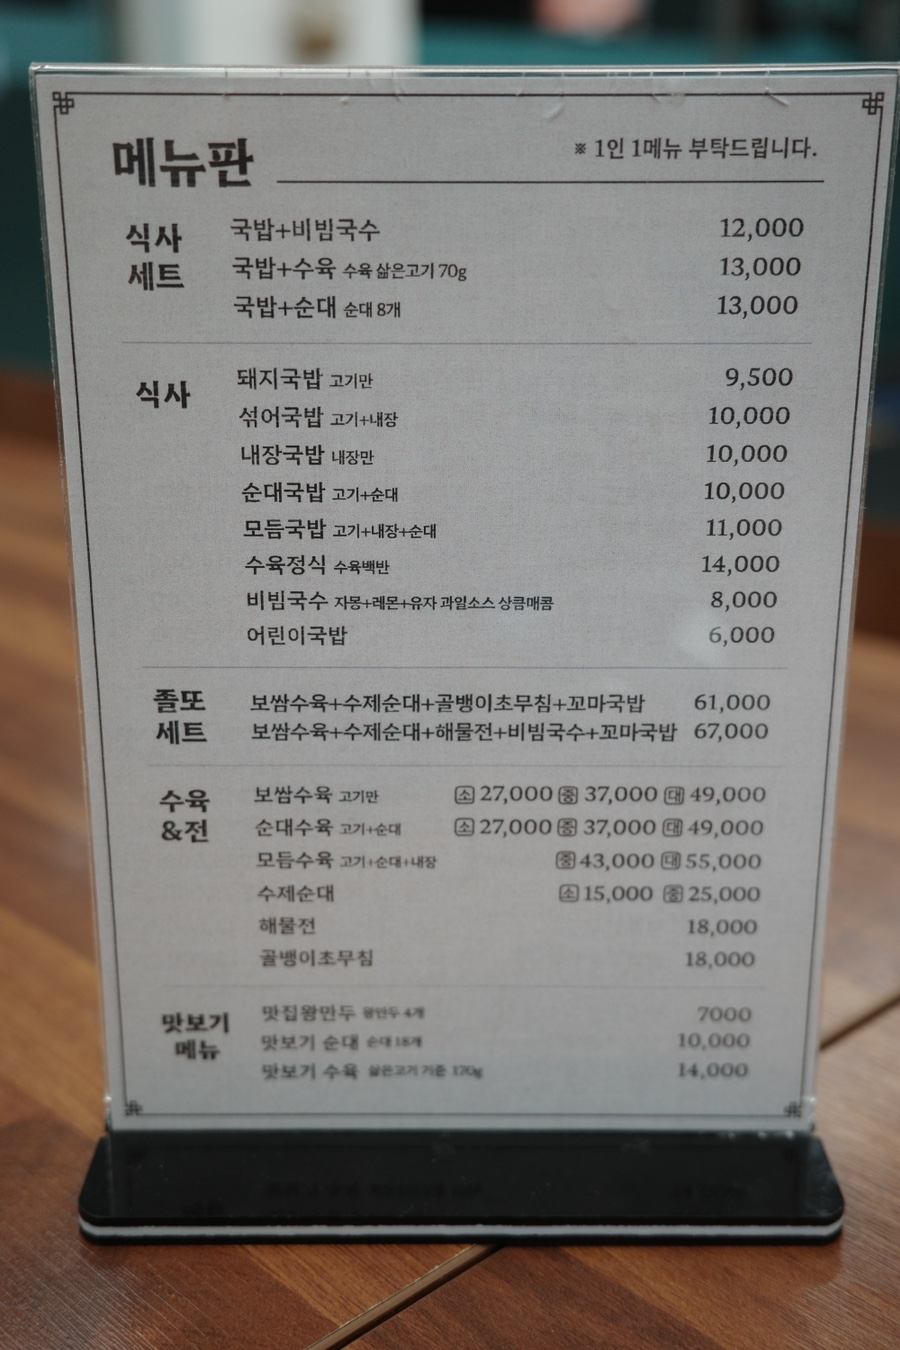 메뉴판
※ 1인 1메뉴 부탁드립니다.
식사 세트
국밥+비빔국수 12,000
국밥+수육 수육 삶은고기 70g 13,000
국밥+순대 순대 8개 13,000
식사
돼지국밥 고기만 9,500
섞어국밥 고기+내장 10,000
내장국밥 내장만 10,000
순대국밥 고기+순대 10,000
모듬국밥 고기+내장+순대 11,000
수육정식 수육백반 14,000
비빔국수 자몽+레몬+유자 과일소스 상큼매콤 8,000
어린이국밥 6,000
졸또 세트
보쌈수육+수제순대+골뱅이초무침+꼬마국밥 61,000
보쌈수육+수제순대+해물전+비빔국수+꼬마국밥 67,000
수육 &전
보쌈수육 고기만 소 27,000 중 37,000 대 49,000
순대수육 고기+순대 소 27,000 중 37,000 대 49,000
모듬수육 고기+순대+내장 중 43,000 대 55,000
수제순대 소 15,000 중 25,000
해물전 18,000
골뱅이초무침 18,000
맛보기 메뉴
맛집왕만두 왕만두 4개 7000
맛보기 순대 순대 18개 10,000
맛보기 수육 삶은고기 기준 170g 14,000